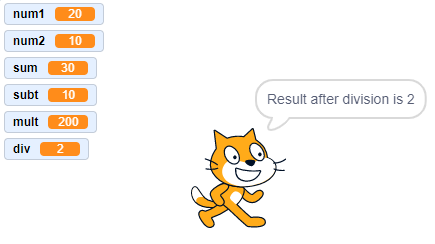 num1 20
num2 10
sum 30
subt 10
mult 200
div 2
Result after division is 2